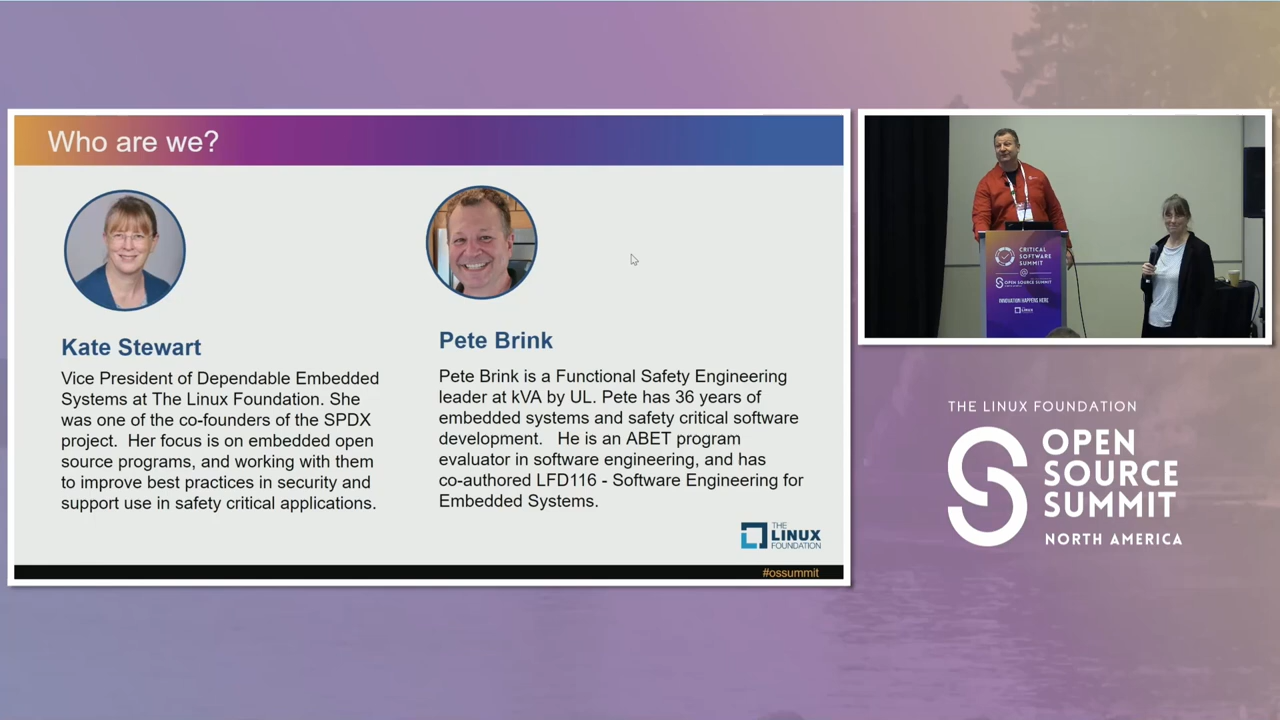 Who are we?
Kate Stewart
Vice President of Dependable Embedded
Systems at The Linux Foundation. She
was one of the co-founders of the SPDX
project.  Her focus is on embedded open
source programs, and working with them
to improve best practices in security and
support use in safety critical applications.
Pete Brink
Pete Brink is a Functional Safety Engineering
leader at kVA by UL. Pete has 36 years of
embedded systems and safety critical software
development.   He is an ABET program
evaluator in software engineering, and has
co-authored LFD116 - Software Engineering for
Embedded Systems.
THE
LINUX
FOUNDATION
#ossummit
CRITICAL
SOFTWARE
SUMMIT
@
OPEN SOURCE SUMMIT
INNOVATION HAPPENS HERE
LINUX
THE LINUX FOUNDATION
OPEN
SOURCE
SUMMIT
NORTH AMERICA